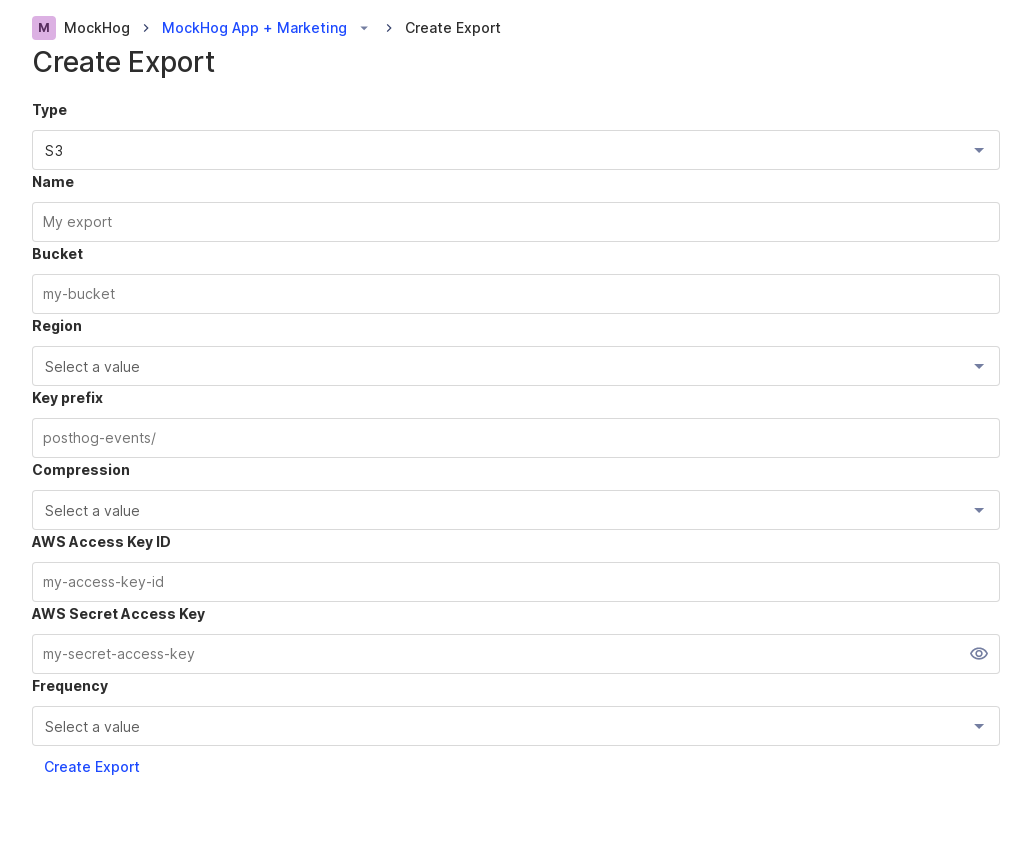 M MockHog MockHog App + Marketing Create Export
Create Export
Type
S3
Name
My export
Bucket
my-bucket
Region
Select a value
Key prefix
posthog-events/
Compression
Select a value
AWS Access Key ID
my-access-key-id
AWS Secret Access Key
my-secret-access-key
Frequency
Select a value
Create Export